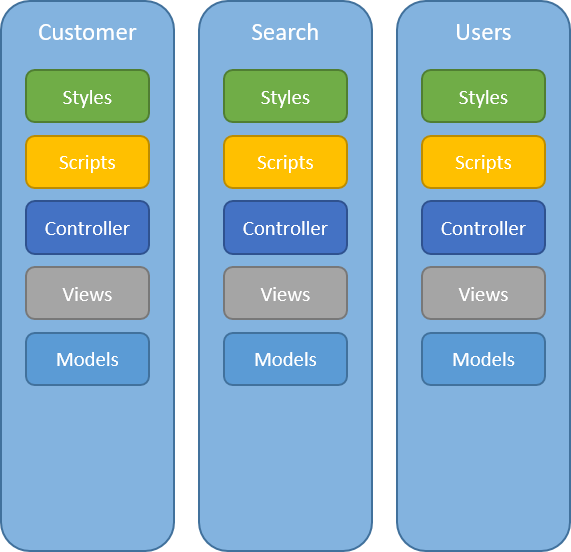 Customer
Styles
Scripts
Controller
Views
Models
Search
Styles
Scripts
Controller
Views
Models
Users
Styles
Scripts
Controller
Views
Models